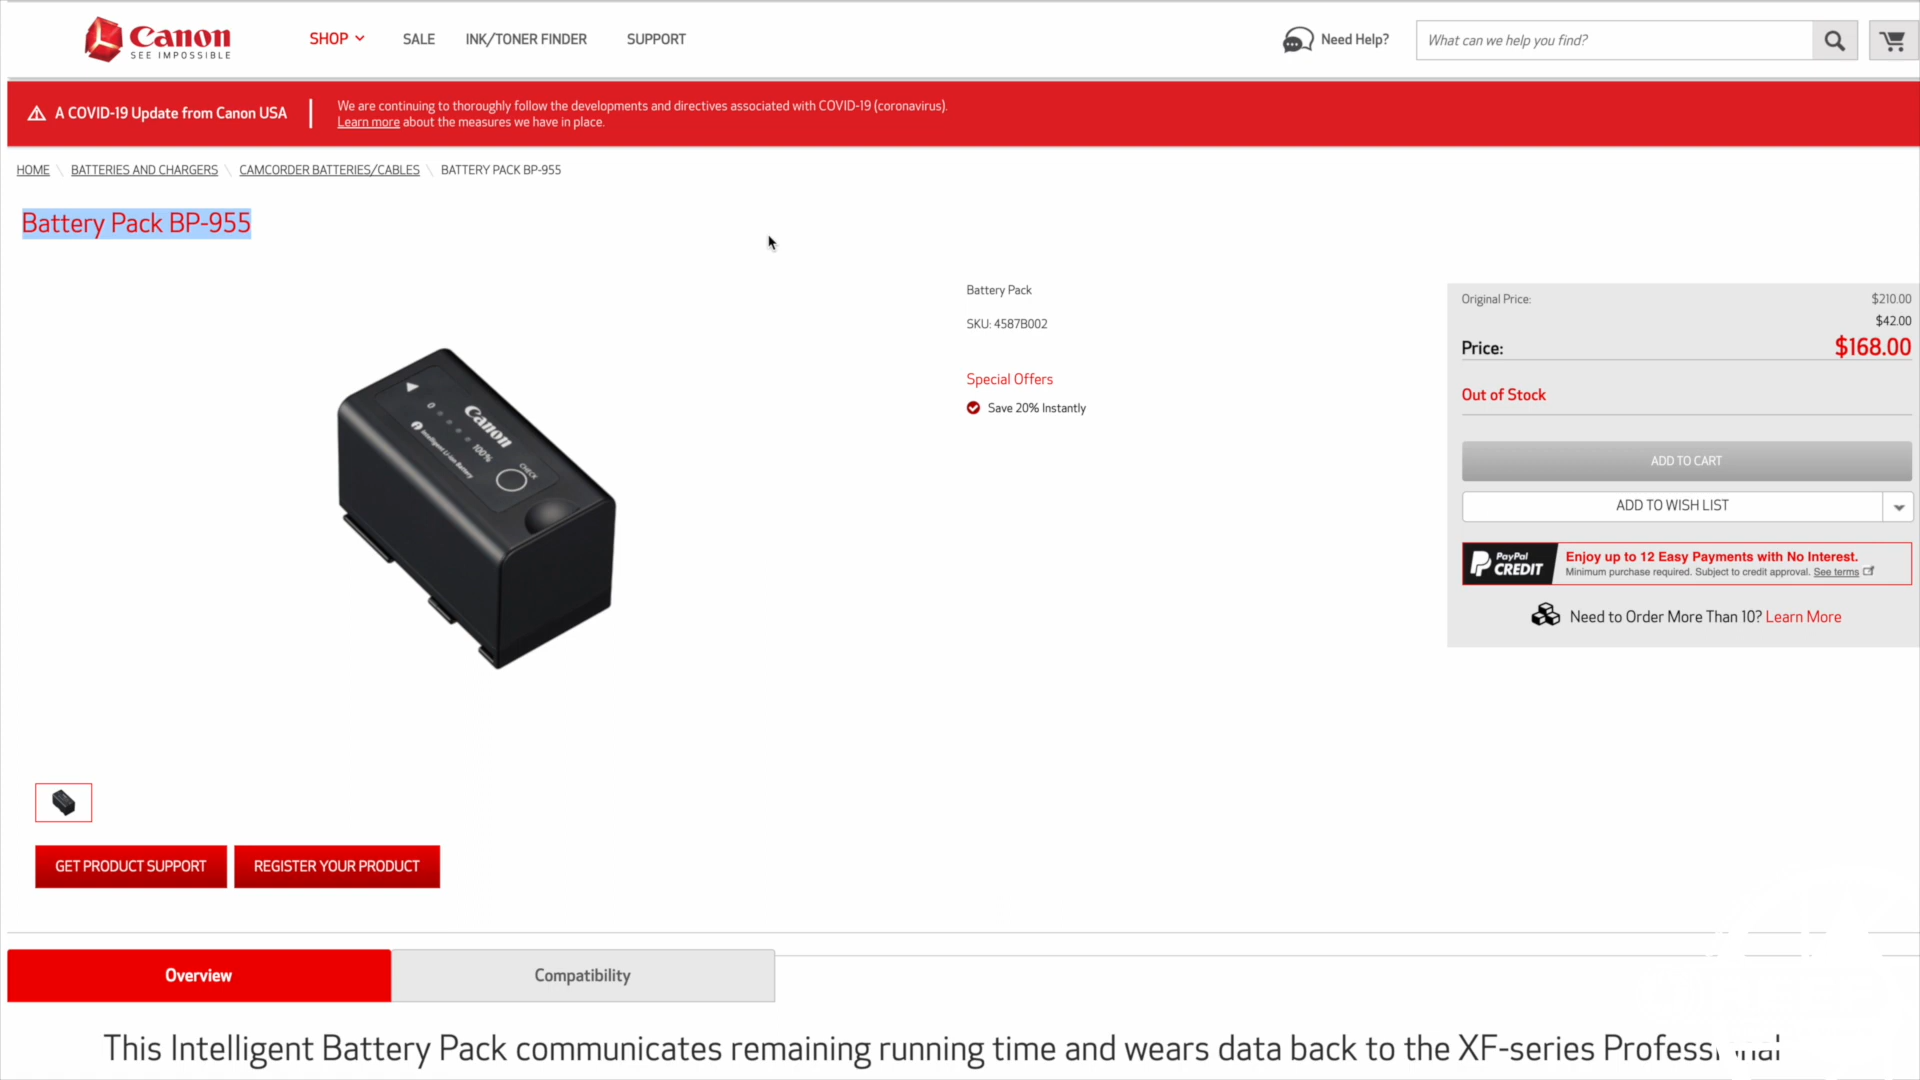 Canon
SEE IMPOSSIBLE
SHOP
SALE
INK/TONER FINDER
SUPPORT
Need Help?
What can we help you find?
A COVID-19 Update from Canon USA
We are continuing to thoroughly follow the developments and directives associated with COVID-19 (coronavirus).
Learn more about the measures we have in place.
HOME \ BATTERIES AND CHARGERS \ CAMCORDER BATTERIES/CABLES \ BATTERY PACK BP-955
Battery Pack BP-955
Canon
0
100%
CHECK
Intelligent Li-ion Battery
Battery Pack
SKU: 4587B002
Special Offers
Save 20% Instantly
Original Price: $210.00
$42.00
Price: $168.00
Out of Stock
ADD TO CART
ADD TO WISH LIST
PayPal
CREDIT
Enjoy up to 12 Easy Payments with No Interest.
Minimum purchase required. Subject to credit approval. See terms
Need to Order More Than 10? Learn More
GET PRODUCT SUPPORT
REGISTER YOUR PRODUCT
Overview
Compatibility
This Intelligent Battery Pack communicates remaining running time and wears data back to the XF-series